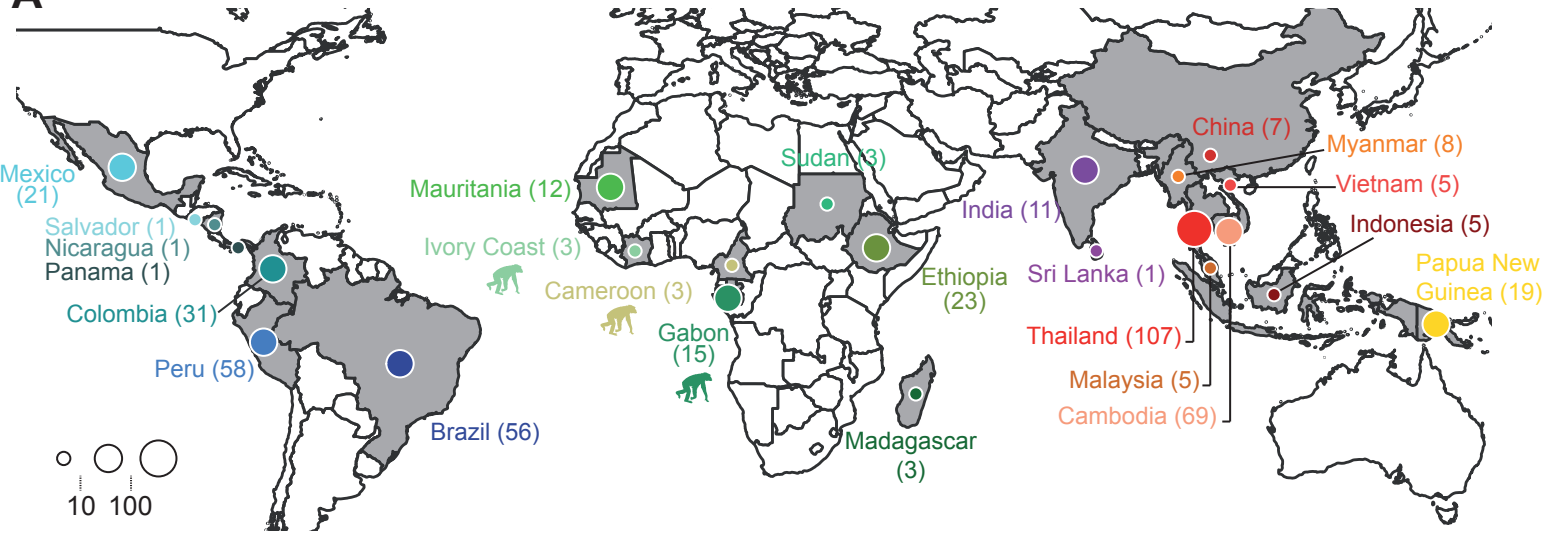 A
Mexico
(21)
Salvador (1)
Nicaragua (1)
Panama (1)
Colombia (31)
Peru (58)
Brazil (56)
10 100
Mauritania (12)
Ivory Coast (3)
Cameroon (3)
Gabon
(15)
Sudan (3)
Ethiopia
(23)
Madagascar
(3)
India (11)
Sri Lanka (1)
China (7)
Myanmar (8)
Vietnam (5)
Indonesia (5)
Papua New
Guinea (19)
Thailand (107)
Malaysia (5)
Cambodia (69)